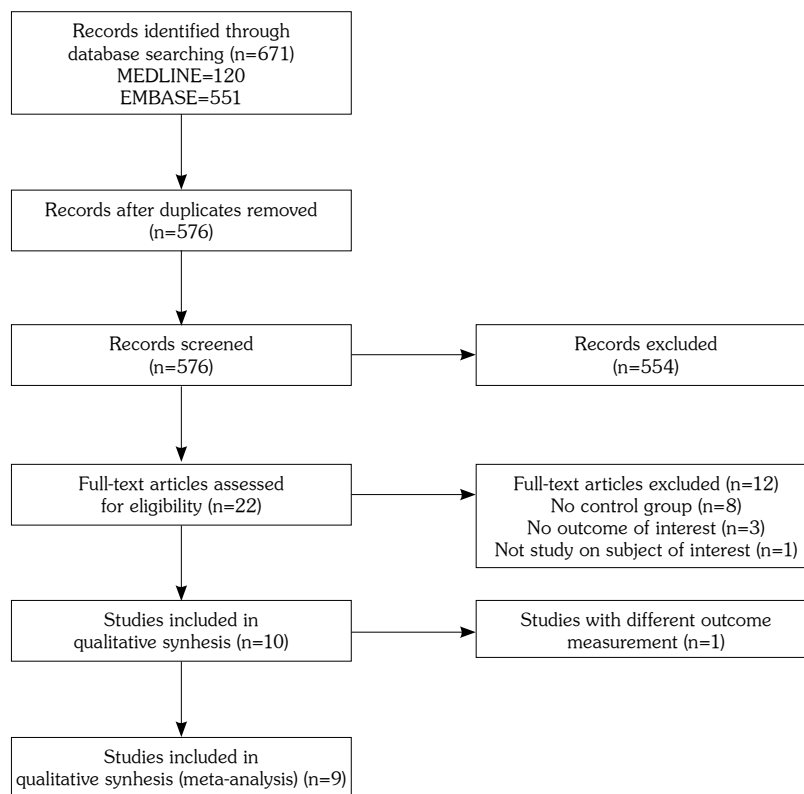 Records identified through
database searching (n=671)
MEDLINE=120
EMBASE=551
Records after duplicates removed
(n=576)
Records screened
(n=576)
Records excluded
(n=554)
Full-text articles assessed
for eligibility (n=22)
Full-text articles excluded (n=12)
No control group (n=8)
No outcome of interest (n=3)
Not study on subject of interest (n=1)
Studies included in
qualitative synhesis (n=10)
Studies with different outcome
measurement (n=1)
Studies included in
qualitative synhesis (meta-analysis) (n=9)